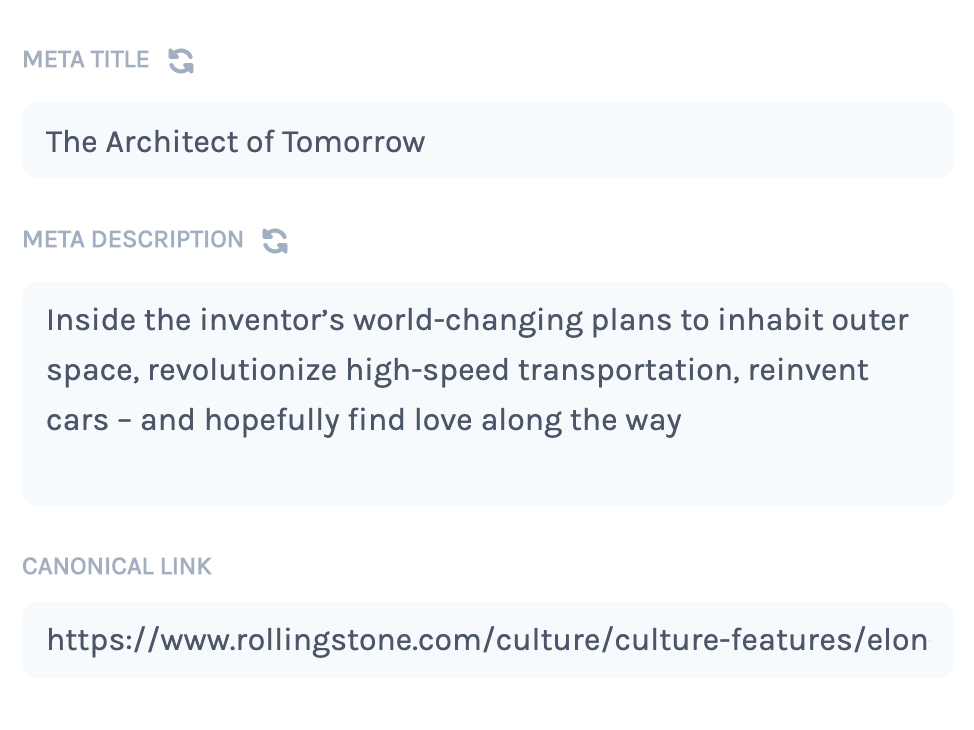 META TITLE
The Architect of Tomorrow
META DESCRIPTION
Inside the inventor’s world-changing plans to inhabit outer
space, revolutionize high-speed transportation, reinvent
cars – and hopefully find love along the way
CANONICAL LINK
https://www.rollingstone.com/culture/culture-features/elon